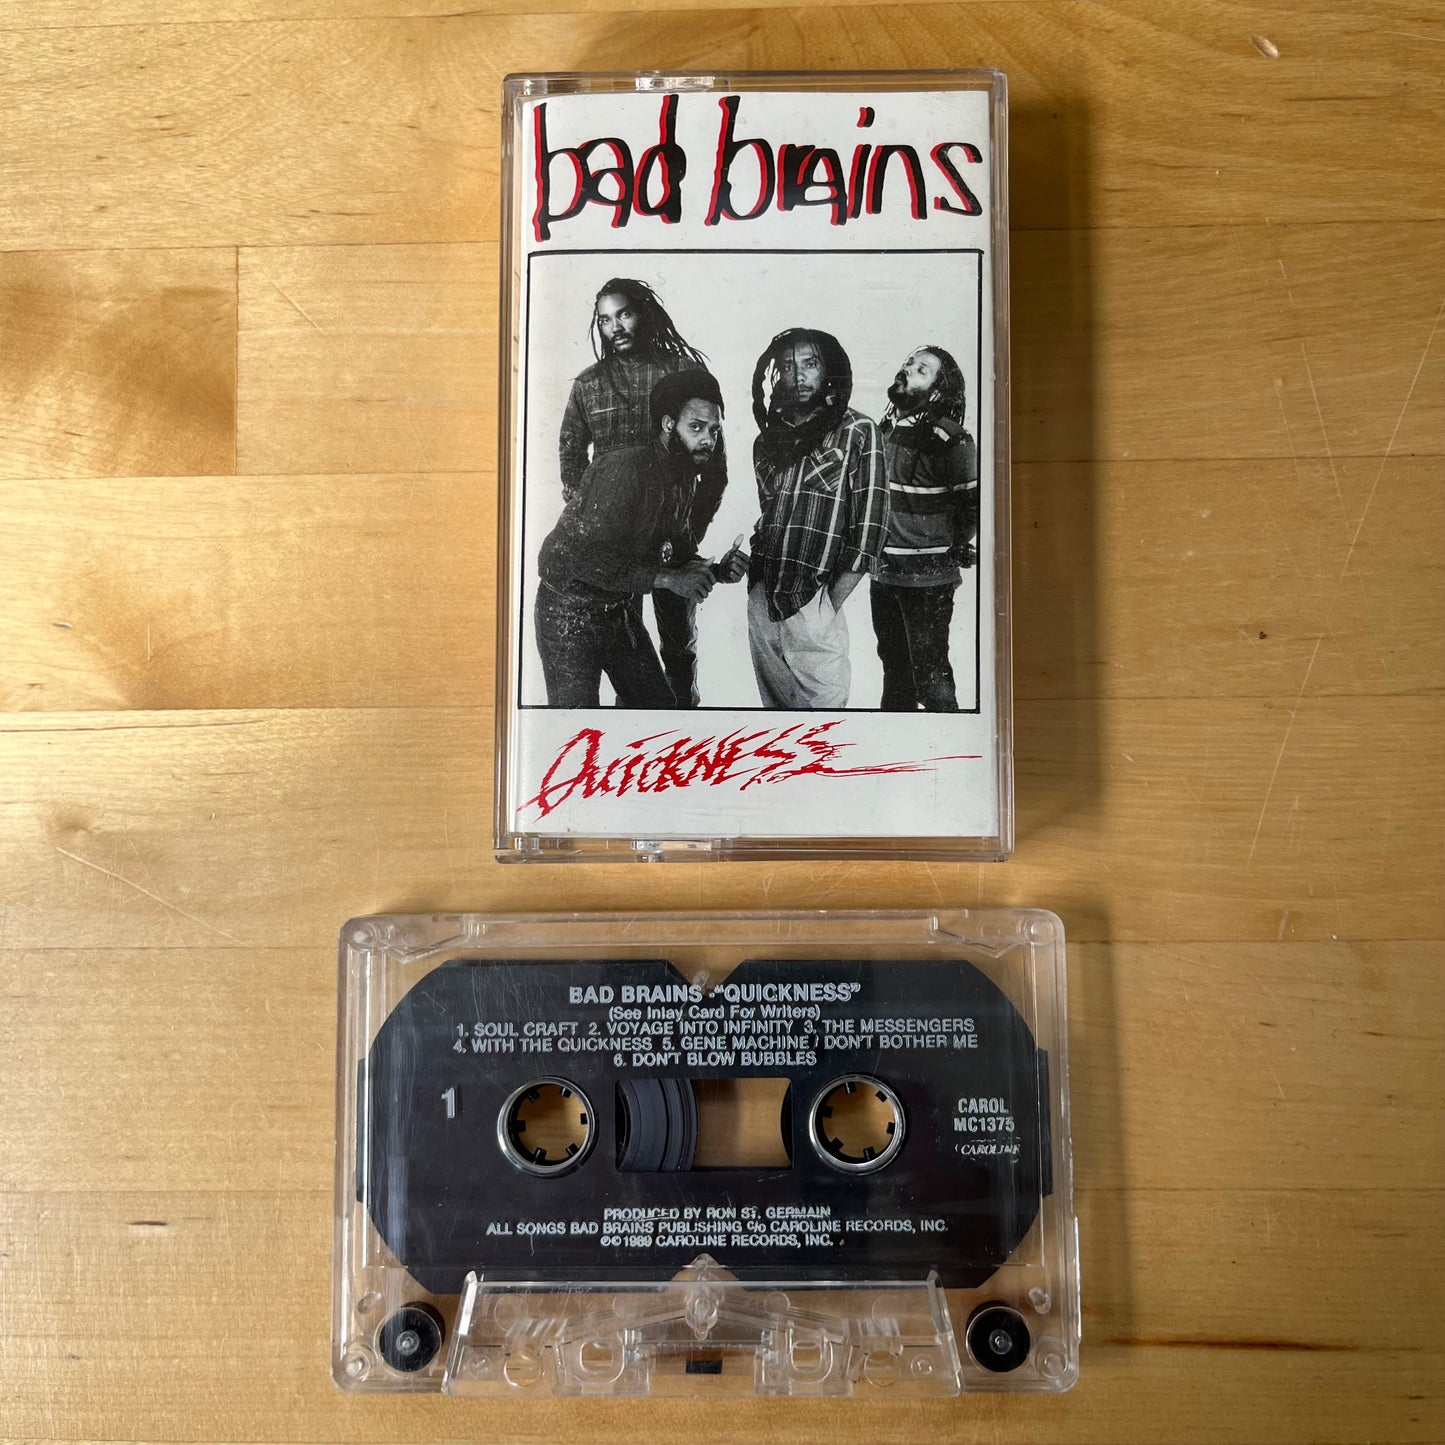 bad brains
QUICKNESS
BAD BRAINS - "QUICKNESS"
(See Inlay Card For Writers)
1. SOUL CRAFT 2. VOYAGE INTO INFINITY 3. THE MESSENGERS
4. WITH THE QUICKNESS 5. GENE MACHINE / DON'T BOTHER ME
6. DON'T BLOW BUBBLES
1
CAROL
MC1375
CAROLINE
PRODUCED BY RON ST. GERMAIN
ALL SONGS BAD BRAINS PUBLISHING c/o CAROLINE RECORDS, INC.
℗©1989 CAROLINE RECORDS, INC.